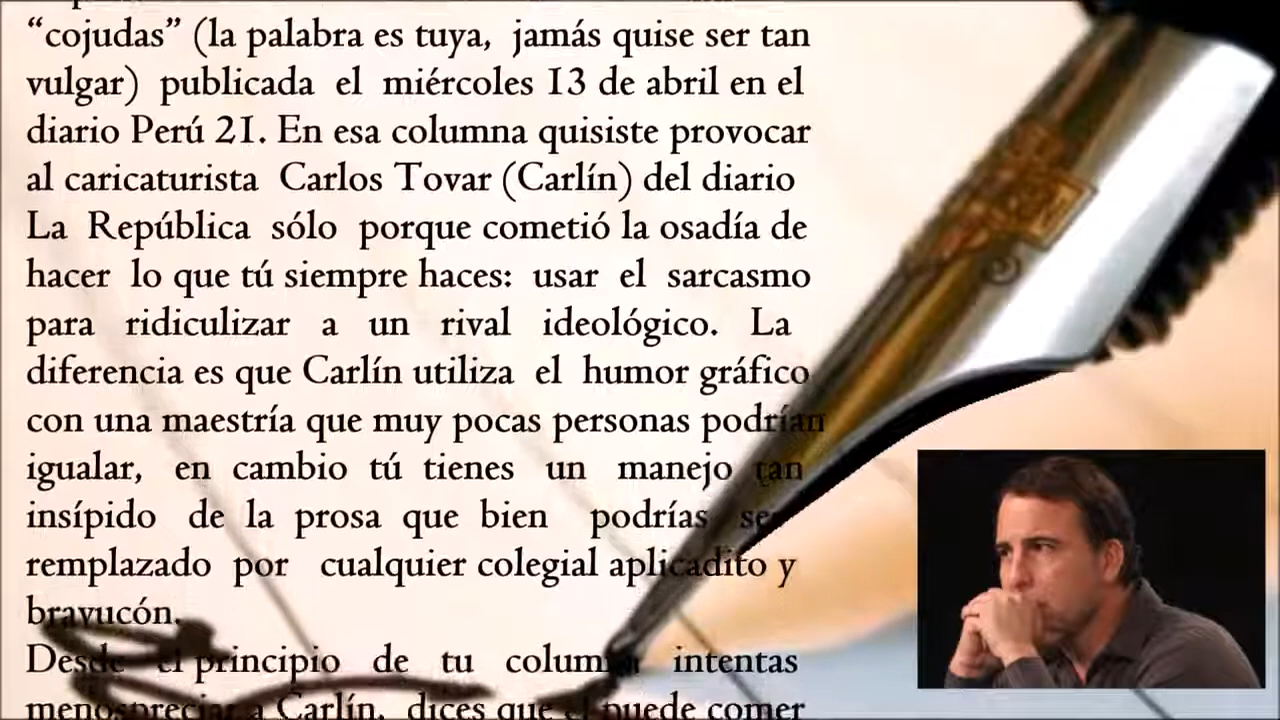 “cojudas” (la palabra es tuya, jamás quise ser tan
vulgar) publicada el miércoles 13 de abril en el
diario Perú 21. En esa columna quisiste provocar
al caricaturista Carlos Tovar (Carlín) del diario
La República sólo porque cometió la osadía de
hacer lo que tú siempre haces: usar el sarcasmo
para ridiculizar a un rival ideológico. La
diferencia es que Carlín utiliza el humor gráfico
con una maestría que muy pocas personas podrían
igualar, en cambio tú tienes un manejo tan
insípido de la prosa que bien podrías ser
remplazado por cualquier colegial aplicadito y
bravucón.
Desde el principio de tu columna intentas
menospreciar a Carlín, dices que él puede comer